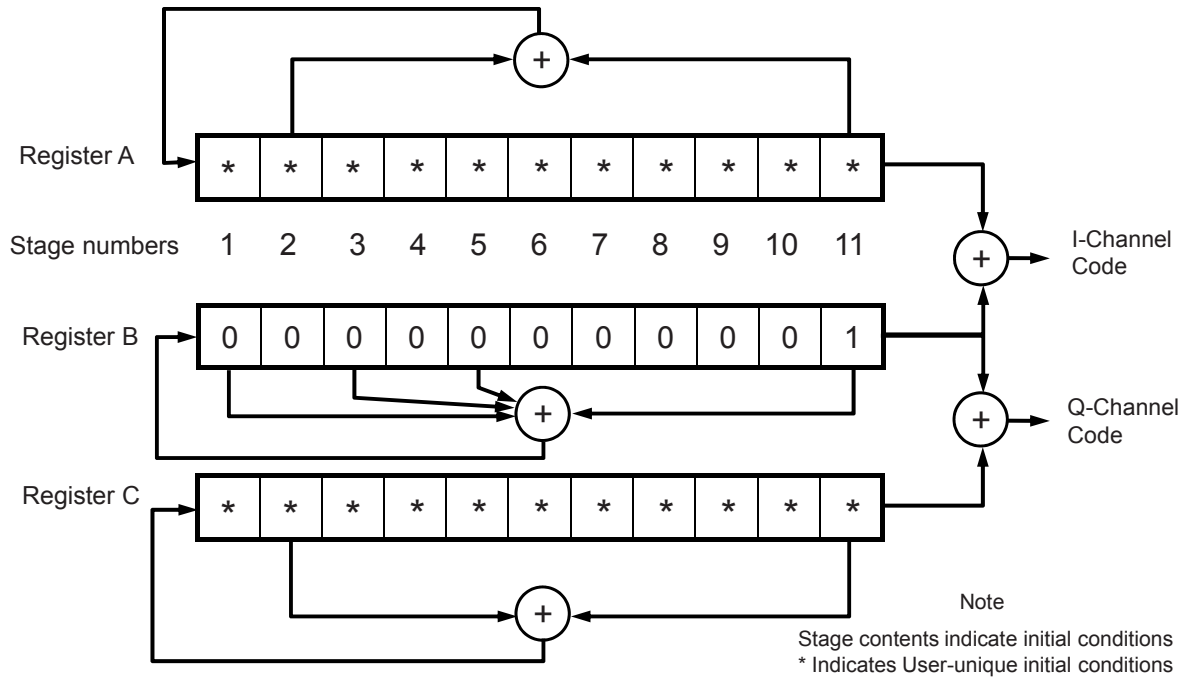 +
Register A
* * * * * * * * * * *
Stage numbers 1 2 3 4 5 6 7 8 9 10 11
+
I-Channel
Code
Register B
0 0 0 0 0 0 0 0 0 0 1
+
+
Q-Channel
Code
Register C
* * * * * * * * * * *
+
Note
Stage contents indicate initial conditions
* Indicates User-unique initial conditions